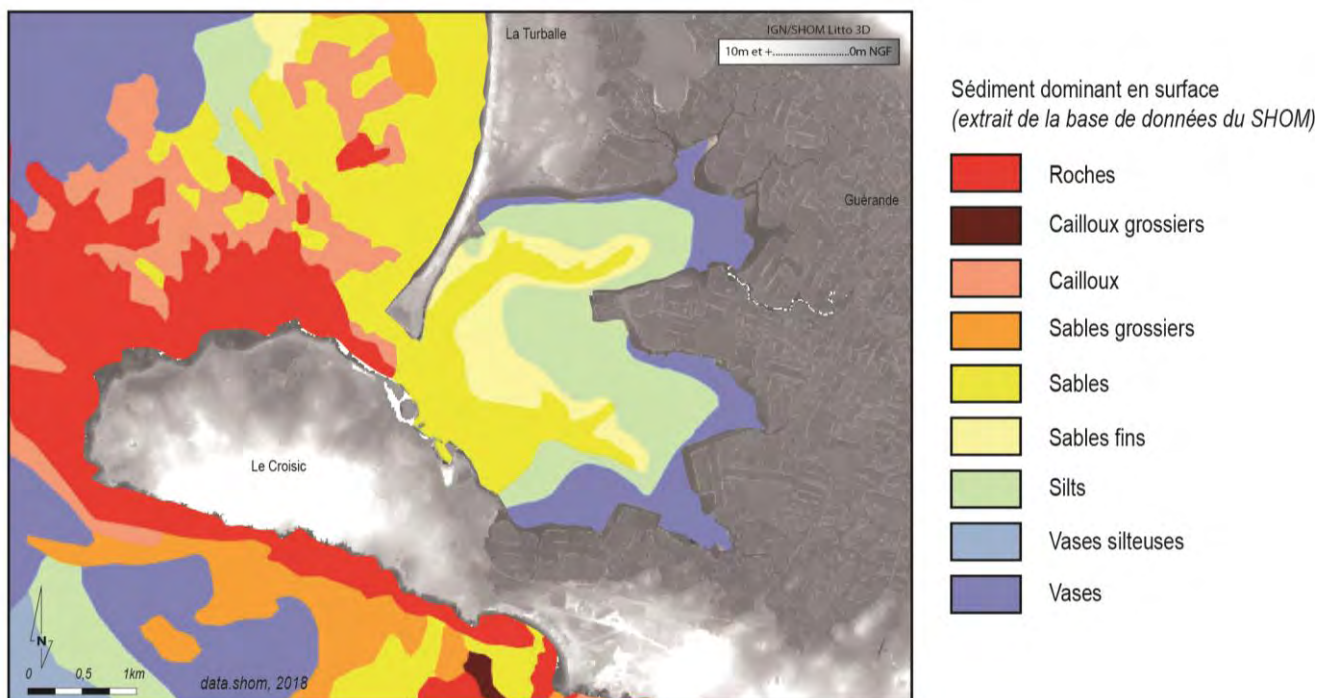 La Turballe
IGN/SHOM Litto 3D
10m et +............................0m NGF
Guérande
Le Croisic
N
0 0,5 1km
data.shom, 2018
Sédiment dominant en surface
(extrait de la base de données du SHOM)
Roches
Cailloux grossiers
Cailloux
Sables grossiers
Sables
Sables fins
Silts
Vases silteuses
Vases